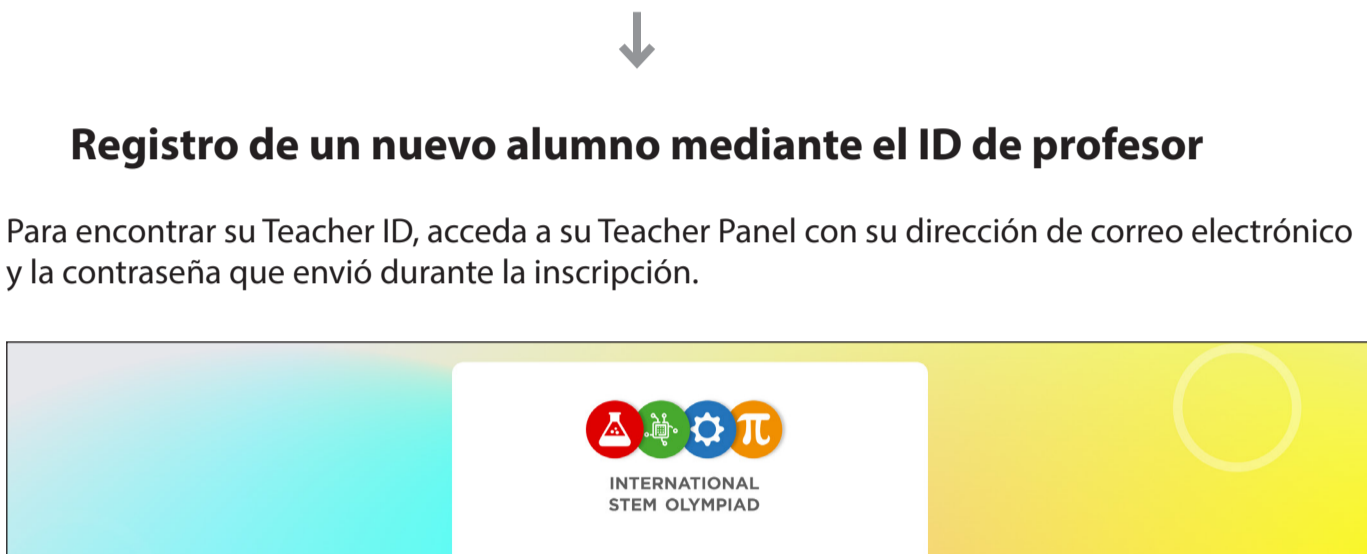 Registro de un nuevo alumno mediante el ID de profesor
Para encontrar su Teacher ID, acceda a su Teacher Panel con su dirección de correo electrónico
y la contraseña que envió durante la inscripción.
π
INTERNATIONAL
STEM OLYMPIAD